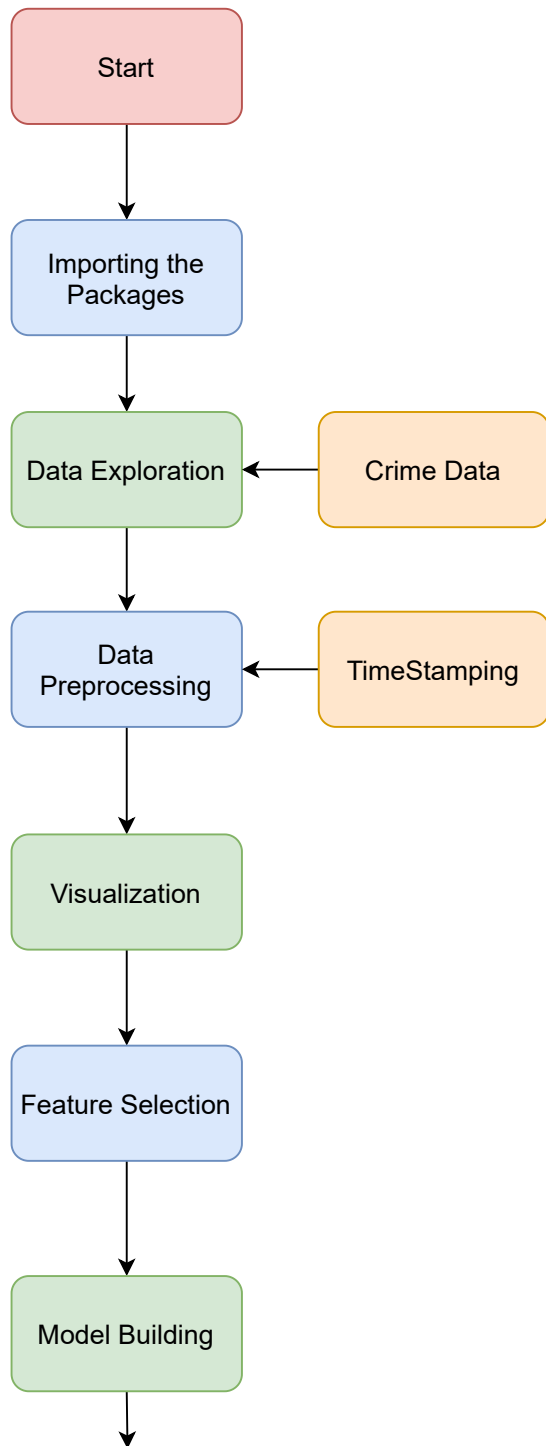 Start
Importing the
Packages
Data Exploration
Crime Data
Data
Preprocessing
TimeStamping
Visualization
Feature Selection
Model Building